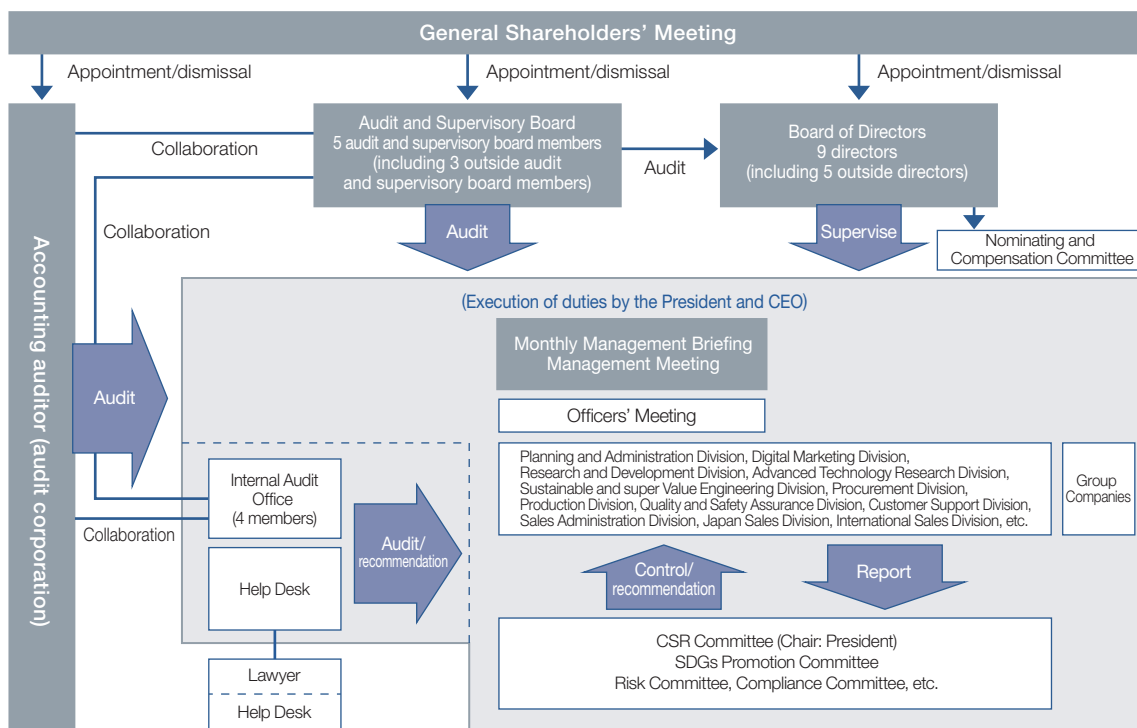 General Shareholders' Meeting
Appointment/dismissal
Appointment/dismissal
Appointment/dismissal
Accounting auditor (audit corporation)
Collaboration
Audit and Supervisory Board
5 audit and supervisory board members
(including 3 outside audit
and supervisory board members)
Audit
Board of Directors
9 directors
(including 5 outside directors)
Collaboration
Audit
Supervise
Nominating and
Compensation Committee
(Execution of duties by the President and CEO)
Monthly Management Briefing
Management Meeting
Audit
Officers' Meeting
Planning and Administration Division, Digital Marketing Division,
Research and Development Division, Advanced Technology Research Division,
Sustainable and super Value Engineering Division, Procurement Division,
Production Division, Quality and Safety Assurance Division, Customer Support Division,
Sales Administration Division, Japan Sales Division, International Sales Division, etc.
Group
Companies
Internal Audit
Office
(4 members)
Collaboration
Audit/
recommendation
Help Desk
Control/
recommendation
Report
CSR Committee (Chair: President)
SDGs Promotion Committee
Risk Committee, Compliance Committee, etc.
Lawyer
Help Desk